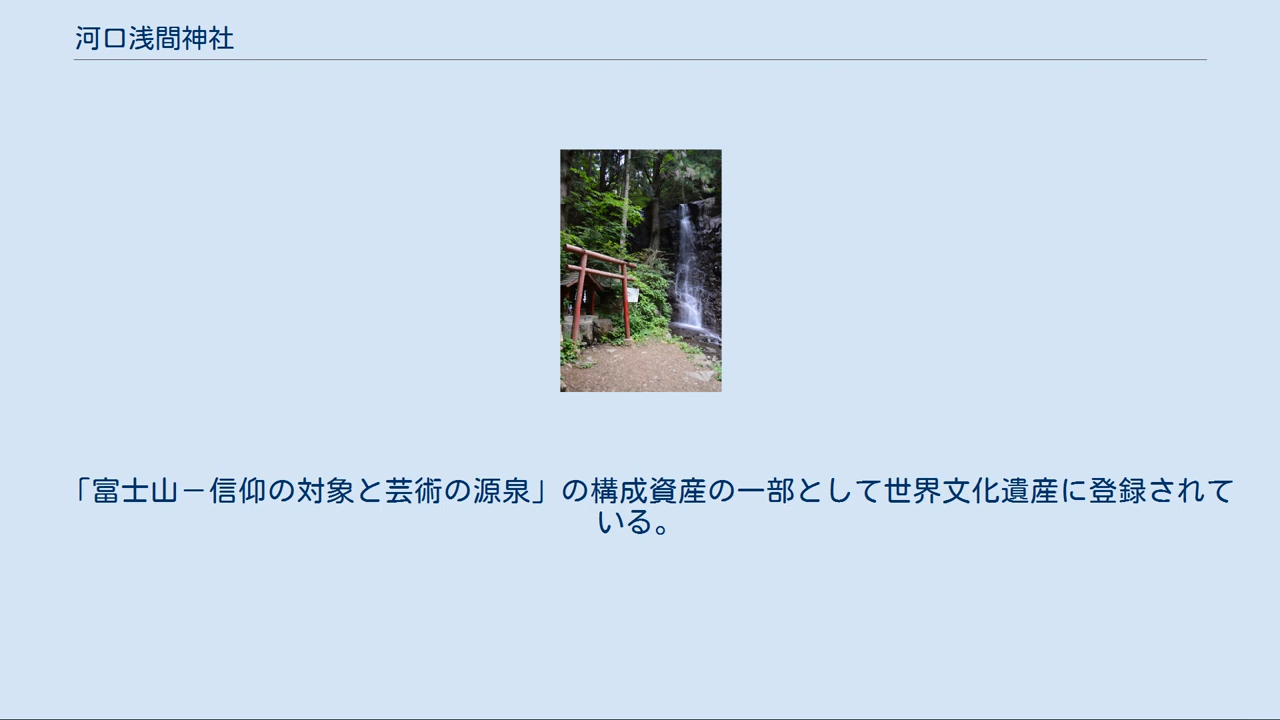 河口浅間神社
「富士山－信仰の対象と芸術の源泉」の構成資産の一部として世界文化遺産に登録されて
いる。